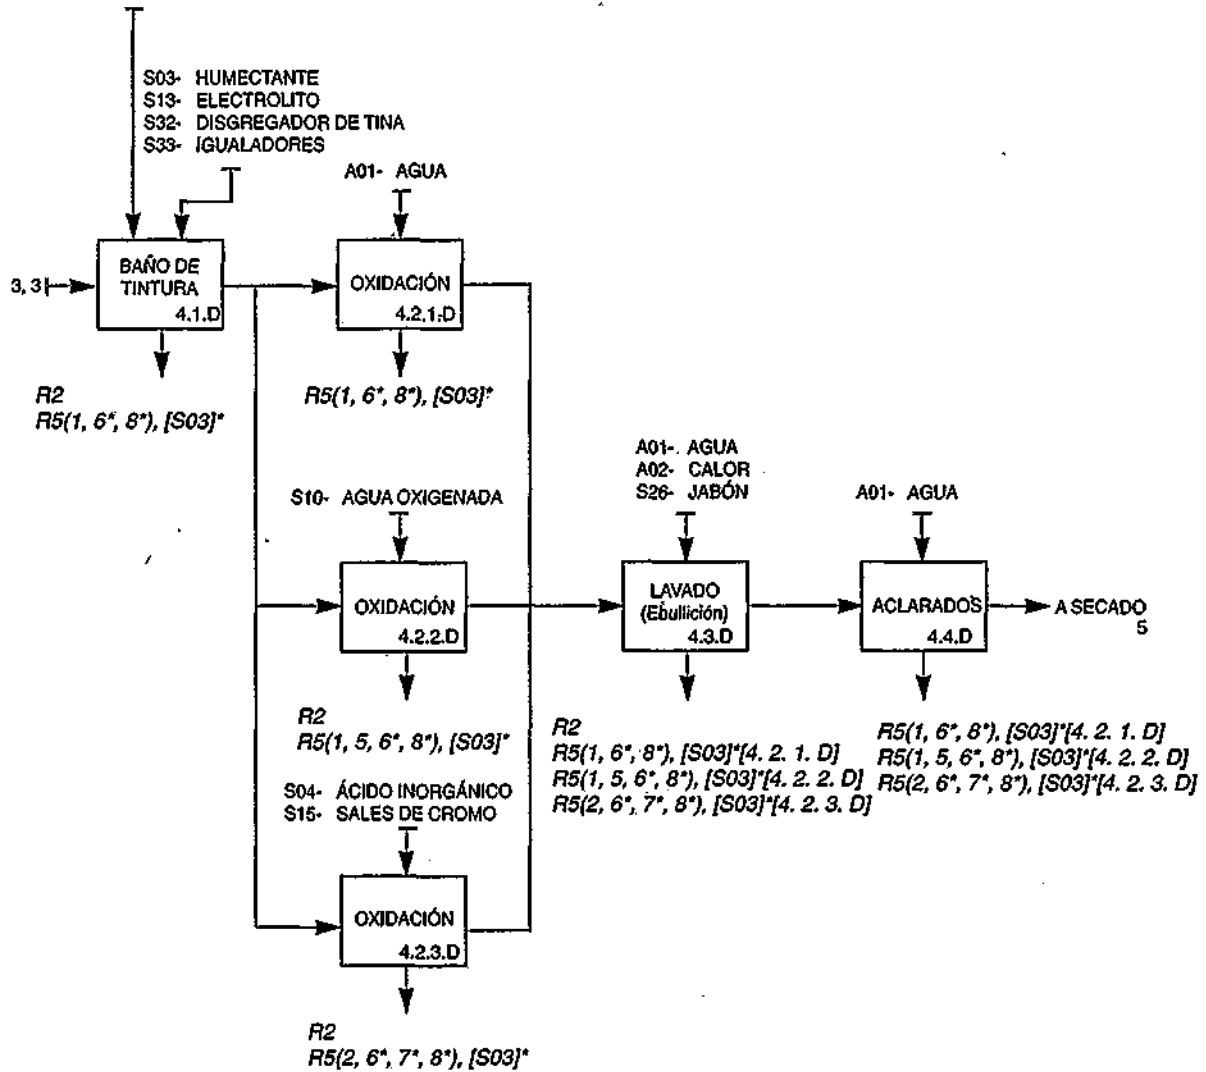 S03- HUMECTANTE
S13- ELECTROLITO
S32- DISGREGADOR DE TINA
S33- IGUALADORES
A01- AGUA
3, 3
BAÑO DE
TINTURA
4.1.D
OXIDACIÓN
4.2.1.D
R2
R5(1, 6*, 8*), [S03]*
R5(1, 6*, 8*), [S03]*
S10- AGUA OXIGENADA
OXIDACIÓN
4.2.2.D
R2
R5(1, 5, 6*, 8*), [S03]*
A01- AGUA
A02- CALOR
S26- JABÓN
LAVADO
(Ebullición)
4.3.D
R2
R5(1, 6*, 8*), [S03]*[4. 2. 1. D]
R5(1, 5, 6*, 8*), [S03]*[4. 2. 2. D]
R5(2, 6*, 7*, 8*), [S03]*[4. 2. 3. D]
A01- AGUA
ACLARADOS
4.4.D
A SECADO
5
R5(1, 6*, 8*), [S03]*[4. 2. 1. D]
R5(1, 5, 6*, 8*), [S03]*[4. 2. 2. D]
R5(2, 6*, 7*, 8*), [S03]*[4. 2. 3. D]
S04- ÁCIDO INORGÁNICO
S15- SALES DE CROMO
OXIDACIÓN
4.2.3.D
R2
R5(2, 6*, 7*, 8*), [S03]*